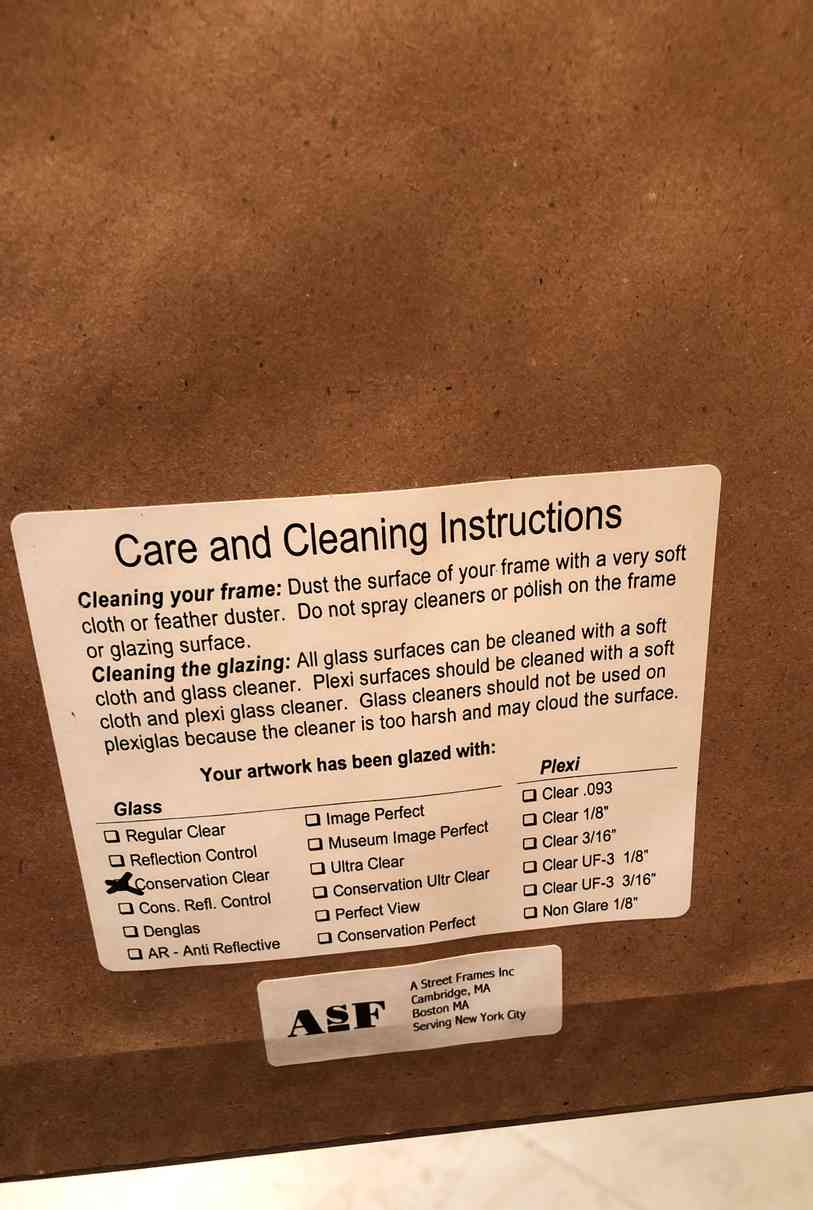 Care and Cleaning Instructions
Cleaning your frame: Dust the surface of your frame with a very soft
cloth or feather duster. Do not spray cleaners or polish on the frame
or glazing surface.
Cleaning the glazing: All glass surfaces can be cleaned with a soft
cloth and glass cleaner. Plexi surfaces should be cleaned with a soft
cloth and plexi glass cleaner. Glass cleaners should not be used on
plexiglas because the cleaner is too harsh and may cloud the surface.
Your artwork has been glazed with:
Glass
Regular Clear
Reflection Control
Conservation Clear
Cons. Refl. Control
Denglas
AR - Anti Reflective
Image Perfect
Museum Image Perfect
Ultra Clear
Conservation Ultr Clear
Perfect View
Conservation Perfect
Plexi
Clear .093
Clear 1/8"
Clear 3/16"
Clear UF-3 1/8"
Clear UF-3 3/16"
Non Glare 1/8"
ASF
A Street Frames Inc
Cambridge, MA
Boston MA
Serving New York City